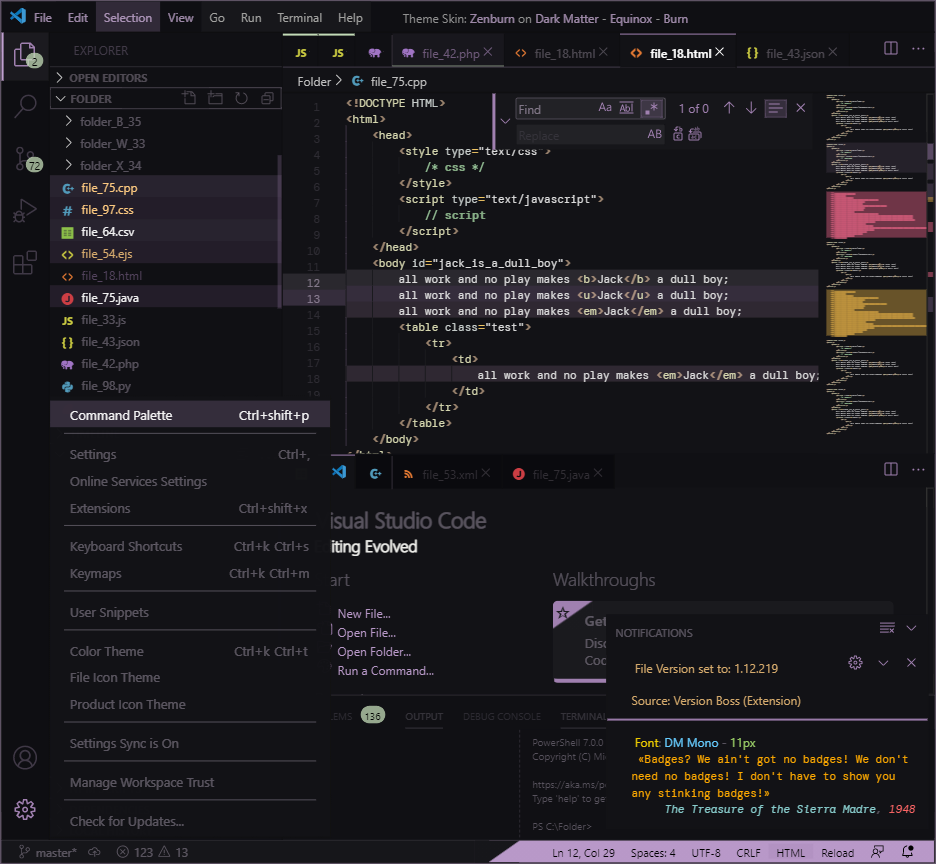 File Edit Selection View Go Run Terminal Help
Theme Skin: Zenburn on Dark Matter - Equinox - Burn
EXPLORER
2
OPEN EDITORS
FOLDER
folder_B_35
folder_W_33
72
folder_X_34
file_75.cpp
file_97.css
file_64.csv
file_54.ejs
file_18.html
file_75.java
JS file_33.js
{} file_43.json
file_42.php
file_98.py
JS JS file_42.php file_18.html file_18.html {} file_43.json
Folder > file_75.cpp
Find Aa Abl .* 1 of 0
Replace AB
1 <!DOCTYPE HTML>
2 <html>
3 <head>
4 <style type="text/css">
5 /* css */
6 </style>
7 <script type="text/javascript">
8 // script
9 </script>
10 </head>
11 <body id="jack_is_a_dull_boy">
12 all work and no play makes <b>Jack</b> a dull boy;
13 all work and no play makes <u>Jack</u> a dull boy;
14 all work and no play makes <em>Jack</em> a dull boy;
15 <table class="test">
16 <tr>
17 <td>
18 all work and no play makes <em>Jack</em> a dull boy;
19 </td>
</tr>
</table>
</body>
Command Palette Ctrl+shift+p
Settings Ctrl+,
Online Services Settings
Extensions Ctrl+shift+x
Keyboard Shortcuts Ctrl+k Ctrl+s
Keymaps Ctrl+k Ctrl+m
User Snippets
Color Theme Ctrl+k Ctrl+t
File Icon Theme
Product Icon Theme
Settings Sync is On
Manage Workspace Trust
Check for Updates...
file_53.xml file_75.java
isual Studio Code
iting Evolved
art
New File...
Open File...
Open Folder...
Run a Command...
Walkthroughs
Get
Disc
Cod
LEMS 136 OUTPUT DEBUG CONSOLE TERMINAL
PowerShell 7.0.0
Copyright (C) Mi
https://aka.ms/p
Type 'help' to ge
PS C:\Folder>
NOTIFICATIONS
File Version set to: 1.12.219
Source: Version Boss (Extension)
Font: DM Mono - 11px
«Badges? We ain't got no badges! We don't
need no badges! I don't have to show you
any stinking badges!»
The Treasure of the Sierra Madre, 1948
master* 123 13
Ln 12, Col 29 Spaces: 4 UTF-8 CRLF HTML Reload